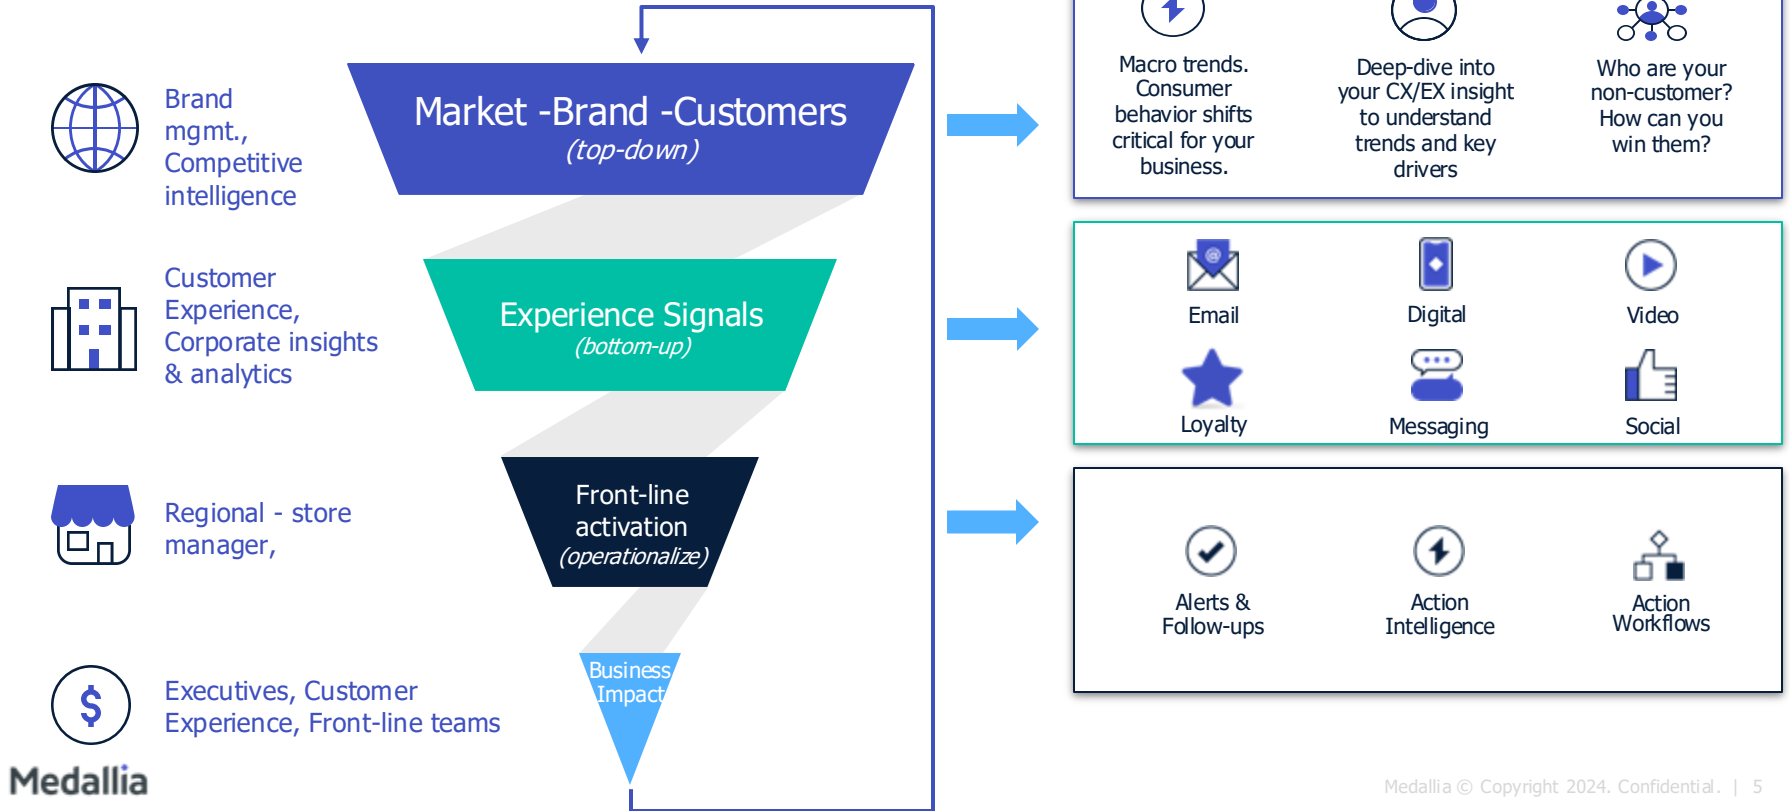 Brand
mgmt.,
Competitive
intelligence
Market -Brand -Customers
(top-down)
Macro trends.
Consumer
behavior shifts
critical for your
business.
Deep-dive into
your CX/EX insight
to understand
trends and key
drivers
Who are your
non-customer?
How can you
win them?
Customer
Experience,
Corporate insights
& analytics
Experience Signals
(bottom-up)
@
Email
Digital
Video
Loyalty
Messaging
Social
Regional - store
manager,
Front-line
activation
(operationalize)
Alerts &
Follow-ups
Action
Intelligence
Action
Workflows
$
Executives, Customer
Experience, Front-line teams
Business
Impact
Medallia
Medallia © Copyright 2024. Confidential. | 5